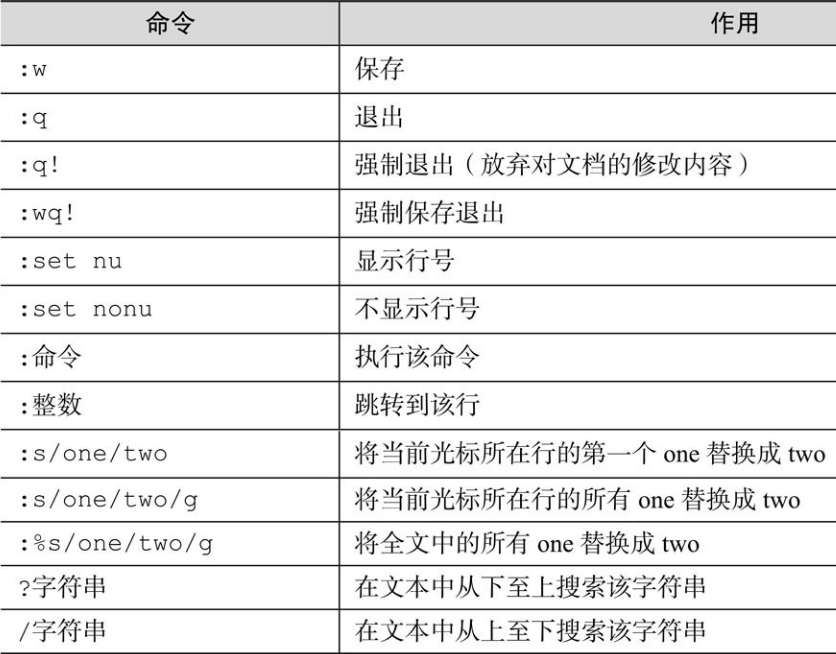 命令 作用
:w 保存
:q 退出
:q! 强制退出（放弃对文档的修改内容）
:wq! 强制保存退出
:set nu 显示行号
:set nonu 不显示行号
:命令 执行该命令
:整数 跳转到该行
:s/one/two 将当前光标所在行的第一个 one 替换成 two
:s/one/two/g 将当前光标所在行的所有 one 替换成 two
:%s/one/two/g 将全文中的所有 one 替换成 two
?字符串 在文本中从下至上搜索该字符串
/字符串 在文本中从上至下搜索该字符串